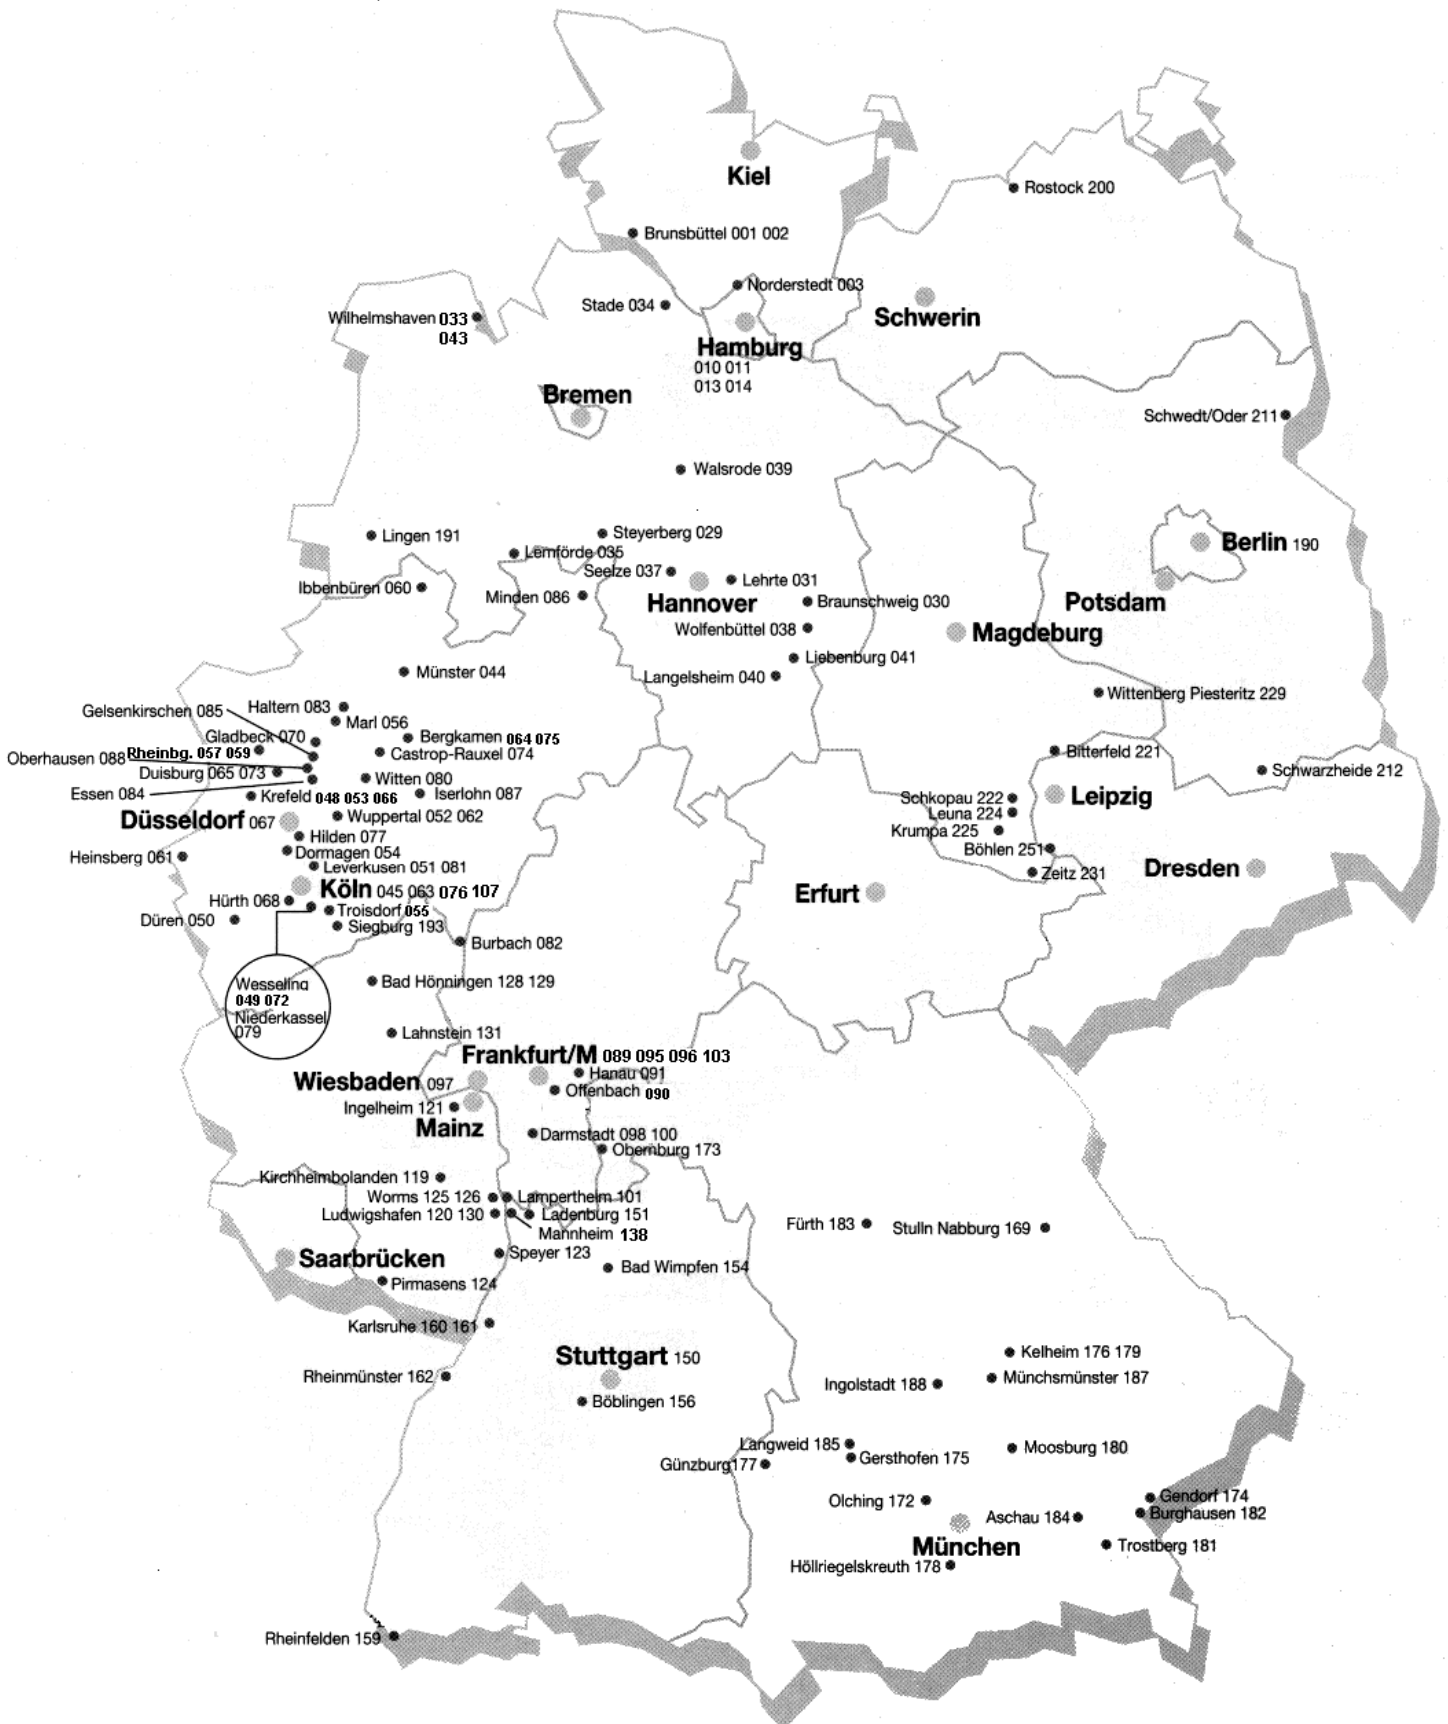 Kiel
Rostock 200
Brunsbüttel 001 002
Norderstedt 003
Stade 034
Schwerin
Wilhelmshaven 033
043
Hamburg
010 011
013 014
Bremen
Schwedt/Oder 211
Walsrode 039
Lingen 191
Steyerberg 029
Berlin 190
Lemförde 035
Seelze 037
Lehrte 031
Ibbenbüren 060
Minden 086
Hannover
Braunschweig 030
Potsdam
Wolfenbüttel 038
Magdeburg
Liebenburg 041
Münster 044
Langelsheim 040
Wittenberg Piesteritz 229
Haltern 083
Gelsenkirschen 085
Marl 056
Gladbeck 070
Bergkamen 064 075
Rheinbg. 057 059
Castrop-Rauxel 074
Bitterfeld 221
Oberhausen 088
Duisburg 065 073
Witten 080
Schwarzheide 212
Essen 084
Krefeld 048 053 066
Iserlohn 087
Schkopau 222
Leipzig
Leuna 224
Düsseldorf 067
Wuppertal 052 062
Krumpa 225
Hilden 077
Böhlen 251
Heinsberg 061
Dormagen 054
Leverkusen 051 081
Zeitz 231
Dresden
Köln 045 063 076 107
Erfurt
Hürth 068
Troisdorf 055
Düren 050
Siegburg 193
Burbach 082
Wesseling
049 072
Niederkassel
079
Bad Hönningen 128 129
Lahnstein 131
Frankfurt/M 089 095 096 103
Hanau 091
Wiesbaden 097
Offenbach 090
Ingelheim 121
Mainz
Darmstadt 098 100
Obernburg 173
Kirchheimbolanden 119
Worms 125 126
Lampertheim 101
Ludwigshafen 120 130
Ladenburg 151
Mannheim 138
Fürth 183
Stulln Nabburg 169
Saarbrücken
Speyer 123
Bad Wimpfen 154
Pirmasens 124
Karlsruhe 160 161
Stuttgart 150
Kelheim 176 179
Rheinmünster 162
Ingolstadt 188
Münchsmünster 187
Böblingen 156
Langweid 185
Moosburg 180
Günzburg 177
Gersthofen 175
Olching 172
Gendorf 174
Aschau 184
Burghausen 182
München
Trostberg 181
Höllriegelskreuth 178
Rheinfelden 159